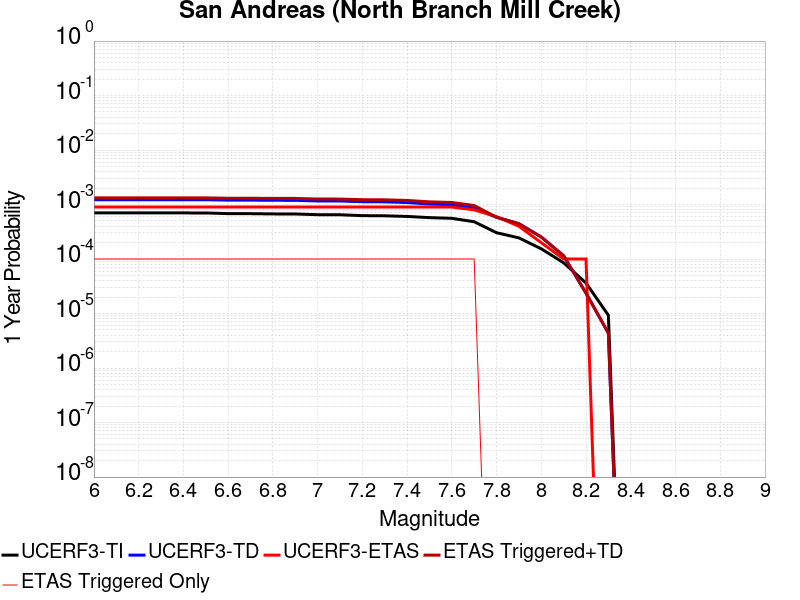 San Andreas (North Branch Mill Creek)
10^0
10^-1
10^-2
10^-3
10^-4
10^-5
10^-6
10^-7
10^-8
1 Year Probability
6 6.2 6.4 6.6 6.8 7 7.2 7.4 7.6 7.8 8 8.2 8.4 8.6 8.8 9
Magnitude
UCERF3-TI UCERF3-TD UCERF3-ETAS ETAS Triggered+TD
ETAS Triggered Only